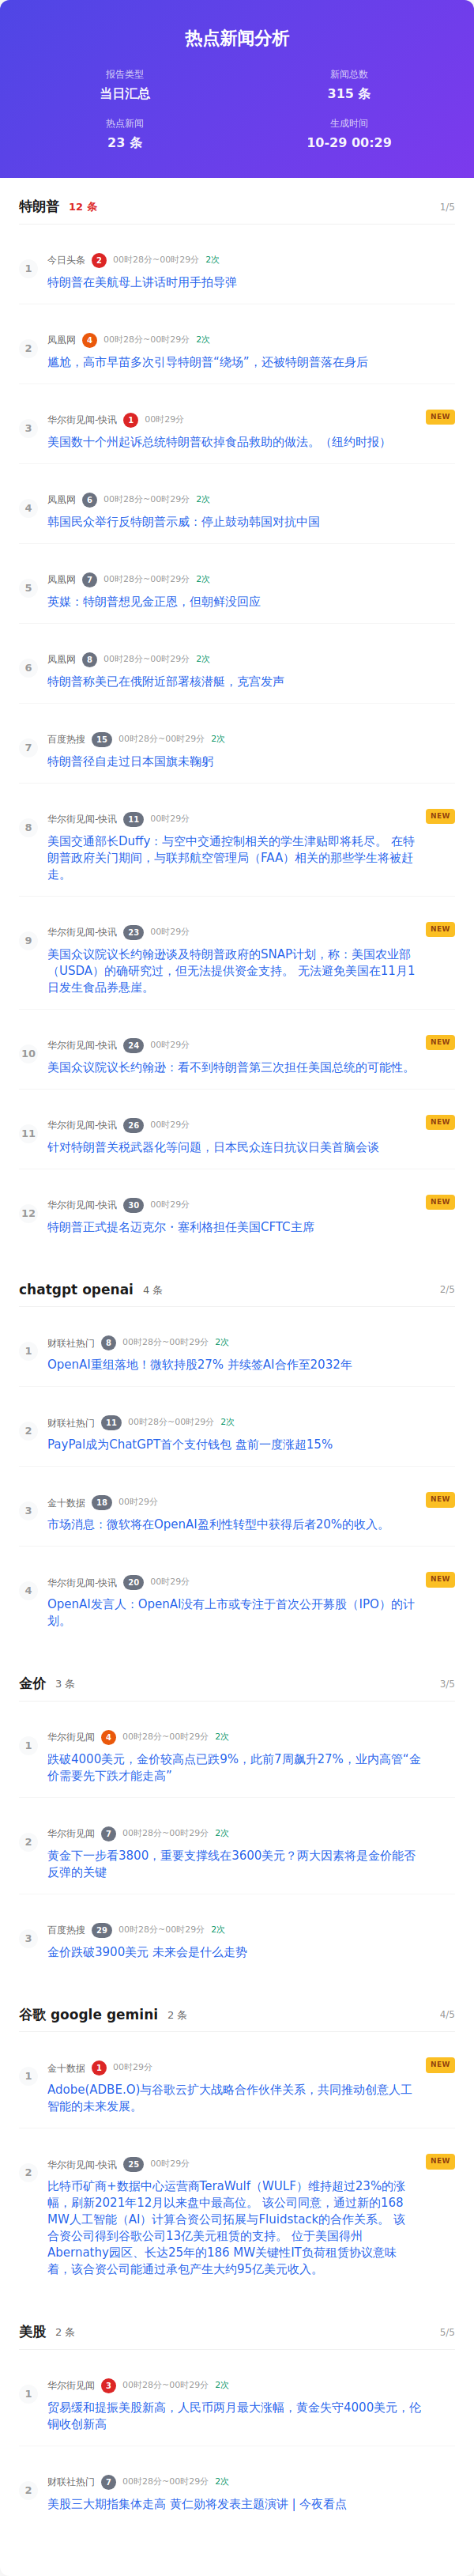 热点新闻分析
报告类型
当日汇总
新闻总数
315 条
热点新闻
23 条
生成时间
10-29 00:29
特朗普 12 条 1/5
1
今日头条 2 00时28分~00时29分 2次
特朗普在美航母上讲话时用手拍导弹
2
凤凰网 4 00时28分~00时29分 2次
尴尬，高市早苗多次引导特朗普“绕场”，还被特朗普落在身后
3
华尔街见闻-快讯 1 00时29分 NEW
美国数十个州起诉总统特朗普砍掉食品救助的做法。（纽约时报）
4
凤凰网 6 00时28分~00时29分 2次
韩国民众举行反特朗普示威：停止鼓动韩国对抗中国
5
凤凰网 7 00时28分~00时29分 2次
英媒：特朗普想见金正恩，但朝鲜没回应
6
凤凰网 8 00时28分~00时29分 2次
特朗普称美已在俄附近部署核潜艇，克宫发声
7
百度热搜 15 00时28分~00时29分 2次
特朗普径自走过日本国旗未鞠躬
8
华尔街见闻-快讯 11 00时29分 NEW
美国交通部长Duffy：与空中交通控制相关的学生津贴即将耗尽。 在特
朗普政府关门期间，与联邦航空管理局（FAA）相关的那些学生将被赶
走。
9
华尔街见闻-快讯 23 00时29分 NEW
美国众议院议长约翰逊谈及特朗普政府的SNAP计划，称：美国农业部
（USDA）的确研究过，但无法提供资金支持。 无法避免美国在11月1
日发生食品券悬崖。
10
华尔街见闻-快讯 24 00时29分 NEW
美国众议院议长约翰逊：看不到特朗普第三次担任美国总统的可能性。
11
华尔街见闻-快讯 26 00时29分 NEW
针对特朗普关税武器化等问题，日本民众连日抗议日美首脑会谈
12
华尔街见闻-快讯 30 00时29分 NEW
特朗普正式提名迈克尔・塞利格担任美国CFTC主席
chatgpt openai 4 条 2/5
1
财联社热门 8 00时28分~00时29分 2次
OpenAI重组落地！微软持股27% 并续签AI合作至2032年
2
财联社热门 11 00时28分~00时29分 2次
PayPal成为ChatGPT首个支付钱包 盘前一度涨超15%
3
金十数据 18 00时29分 NEW
市场消息：微软将在OpenAI盈利性转型中获得后者20%的收入。
4
华尔街见闻-快讯 20 00时29分 NEW
OpenAI发言人：OpenAI没有上市或专注于首次公开募股（IPO）的计
划。
金价 3 条 3/5
1
华尔街见闻 4 00时28分~00时29分 2次
跌破4000美元，金价较高点已跌9%，此前7周飙升27%，业内高管“金
价需要先下跌才能走高”
2
华尔街见闻 7 00时28分~00时29分 2次
黄金下一步看3800，重要支撑线在3600美元？两大因素将是金价能否
反弹的关键
3
百度热搜 29 00时28分~00时29分 2次
金价跌破3900美元 未来会是什么走势
谷歌 google gemini 2 条 4/5
1
金十数据 1 00时29分 NEW
Adobe(ADBE.O)与谷歌云扩大战略合作伙伴关系，共同推动创意人工
智能的未来发展。
2
华尔街见闻-快讯 25 00时29分 NEW
比特币矿商+数据中心运营商TeraWulf（WULF）维持超过23%的涨
幅，刷新2021年12月以来盘中最高位。 该公司同意，通过新的168
MW人工智能（AI）计算合资公司拓展与Fluidstack的合作关系。 该
合资公司得到谷歌公司13亿美元租赁的支持。 位于美国得州
Abernathy园区、长达25年的186 MW关键性IT负荷租赁协议意味
着，该合资公司能通过承包产生大约95亿美元收入。
美股 2 条 5/5
1
华尔街见闻 3 00时28分~00时29分 2次
贸易缓和提振美股新高，人民币两月最大涨幅，黄金失守4000美元，伦
铜收创新高
2
财联社热门 7 00时28分~00时29分 2次
美股三大期指集体走高 黄仁勋将发表主题演讲 | 今夜看点